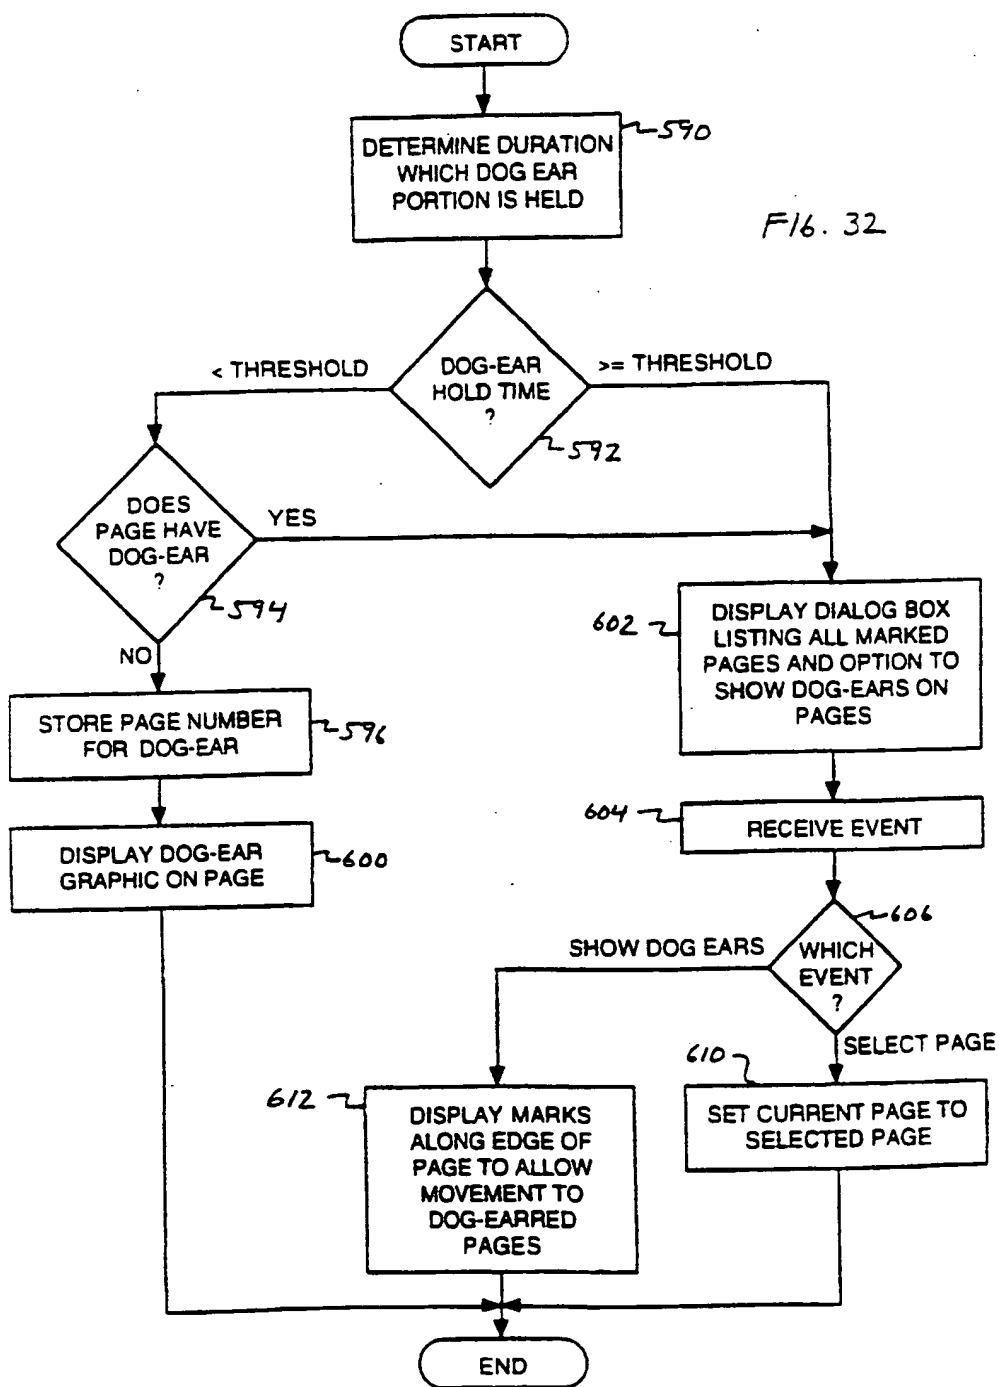 START
DETERMINE DURATION
WHICH DOG EAR
PORTION IS HELD
590
FIG. 32
< THRESHOLD
DOG-EAR
HOLD TIME
?
>= THRESHOLD
592
DOES
PAGE HAVE
DOG-EAR
?
YES
594
NO
602
DISPLAY DIALOG BOX
LISTING ALL MARKED
PAGES AND OPTION TO
SHOW DOG-EARS ON
PAGES
STORE PAGE NUMBER
FOR DOG-EAR
596
604
RECEIVE EVENT
DISPLAY DOG-EAR
GRAPHIC ON PAGE
600
606
SHOW DOG EARS
WHICH
EVENT
?
SELECT PAGE
610
SET CURRENT PAGE TO
SELECTED PAGE
612
DISPLAY MARKS
ALONG EDGE OF
PAGE TO ALLOW
MOVEMENT TO
DOG-EARRED
PAGES
END